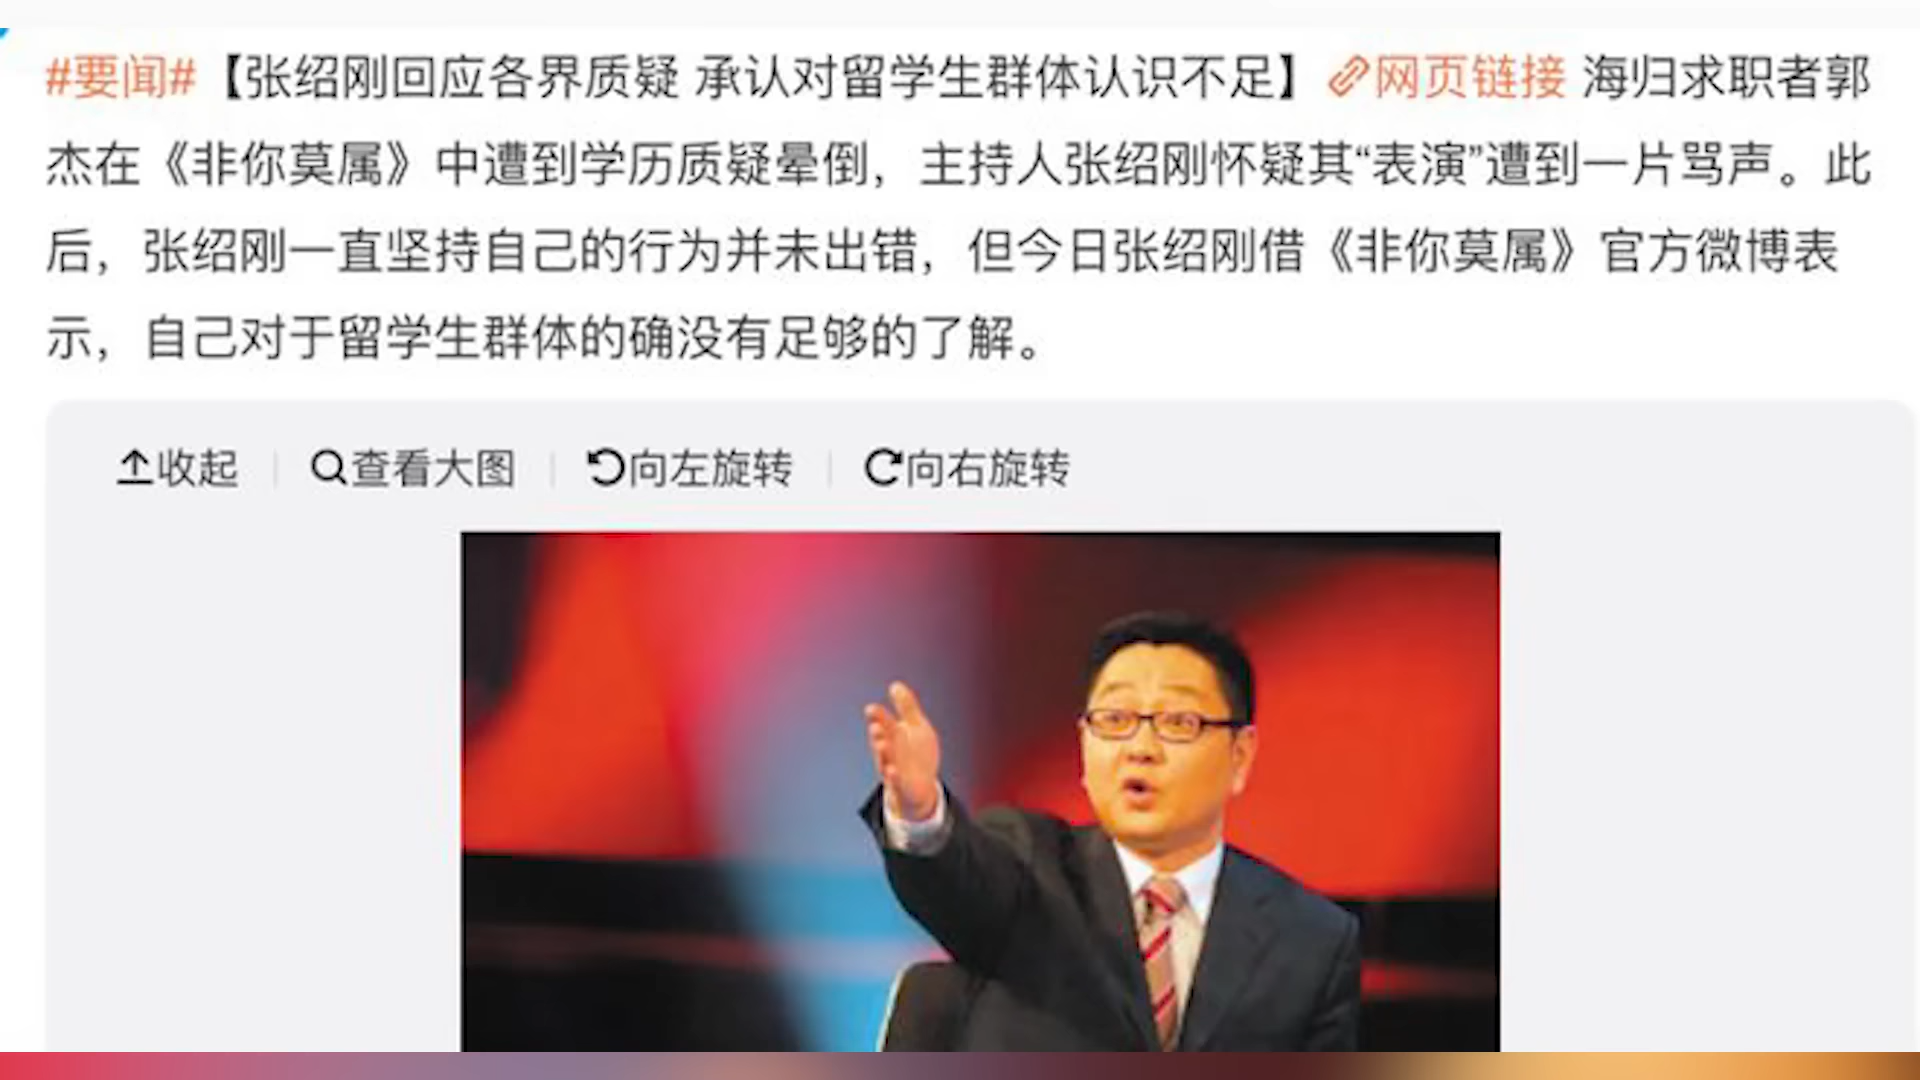 #要闻#【张绍刚回应各界质疑 承认对留学生群体认识不足】网页链接 海归求职者郭
杰在《非你莫属》中遭到学历质疑晕倒，主持人张绍刚怀疑其“表演”遭到一片骂声。此
后，张绍刚一直坚持自己的行为并未出错，但今日张绍刚借《非你莫属》官方微博表
示，自己对于留学生群体的确没有足够的了解。
收起 查看大图 向左旋转 向右旋转